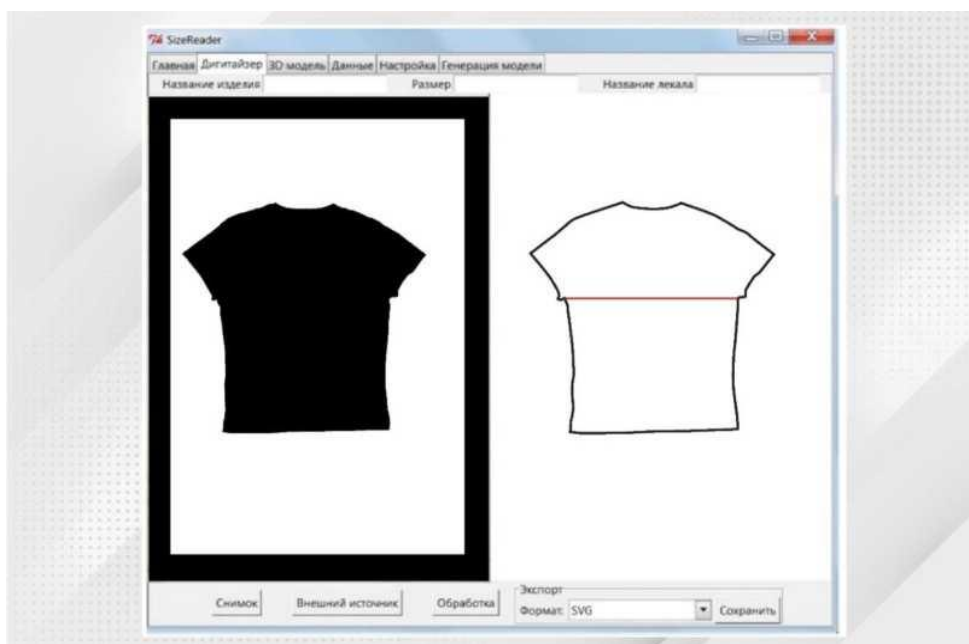 SizeReader
Главная Дигитайзер 3D модель Данные Настройка Генерация модели
Название изделия Размер Название лекала
Снимок Внешний источник Обработка
Экспорт
Формат: SVG Сохранить